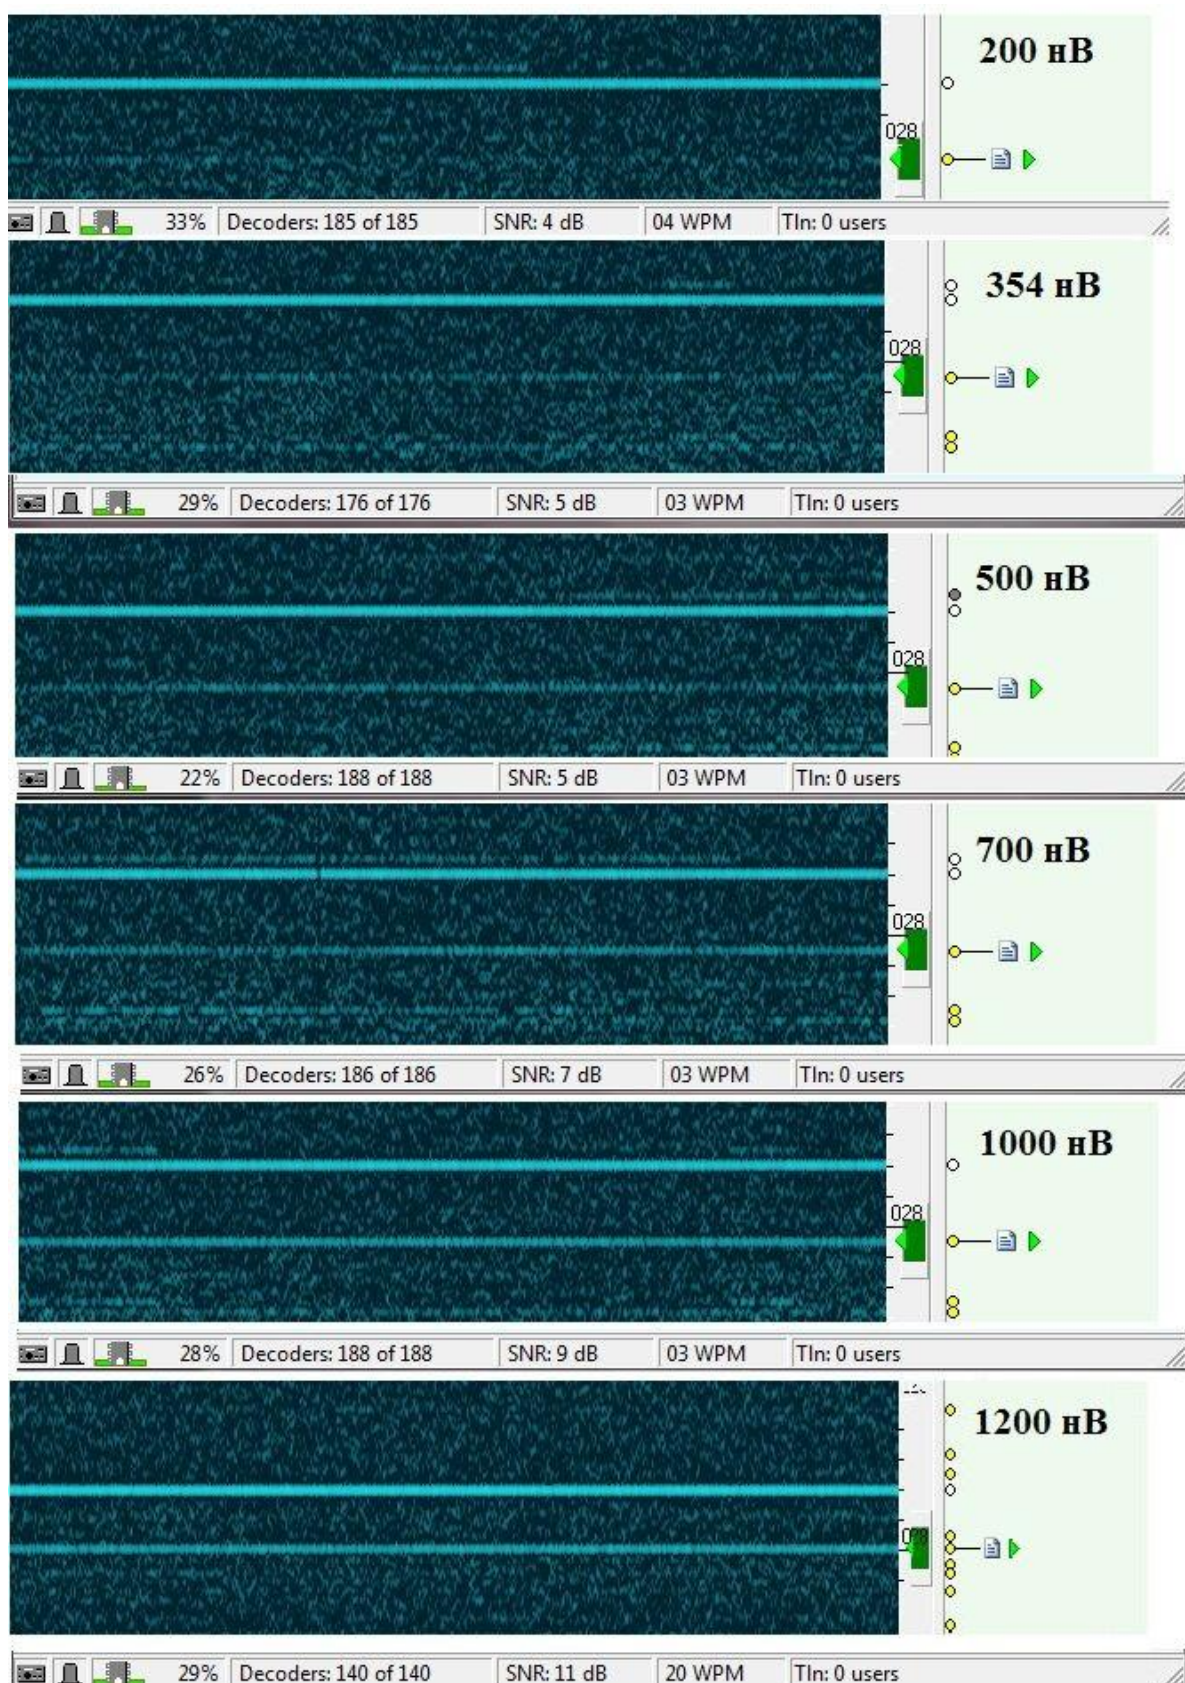 200 нВ
028
33% Decoders: 185 of 185 SNR: 4 dB 04 WPM Tln: 0 users
354 нВ
028
29% Decoders: 176 of 176 SNR: 5 dB 03 WPM Tln: 0 users
500 нВ
028
22% Decoders: 188 of 188 SNR: 5 dB 03 WPM Tln: 0 users
700 нВ
028
26% Decoders: 186 of 186 SNR: 7 dB 03 WPM Tln: 0 users
1000 нВ
028
28% Decoders: 188 of 188 SNR: 9 dB 03 WPM Tln: 0 users
1200 нВ
028
29% Decoders: 140 of 140 SNR: 11 dB 20 WPM Tln: 0 users